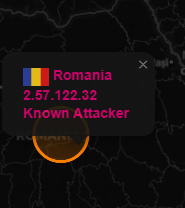 Romania
2.57.122.32
Known Attacker